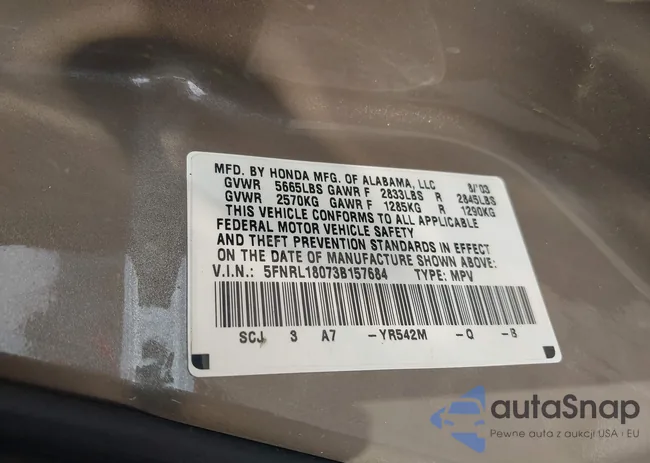 MFD. BY HONDA MFG. OF ALABAMA, LLC 8/03
GVWR 5665LBS GAWR F 2833LBS R 2845LBS
GVWR 2570KG GAWR F 1285KG R 1290KG
THIS VEHICLE CONFORMS TO ALL APPLICABLE
FEDERAL MOTOR VEHICLE SAFETY
AND THEFT PREVENTION STANDARDS IN EFFECT
ON THE DATE OF MANUFACTURE SHOWN ABOVE.
V.I.N.: 5FNRL18073B157684 TYPE: MPV
SCJ 3 A7 -YR542M -Q -B
autaSnap
Pewne auta z aukcji USA i EU